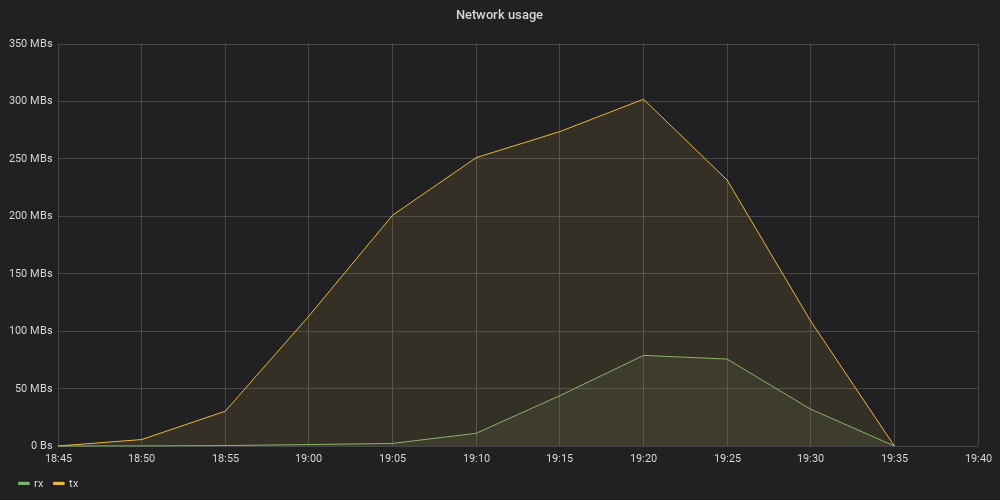 Network usage
350 MBs
300 MBs
250 MBs
200 MBs
150 MBs
100 MBs
50 MBs
0 Bs
18:45 18:50 18:55 19:00 19:05 19:10 19:15 19:20 19:25 19:30 19:35 19:40
rx tx